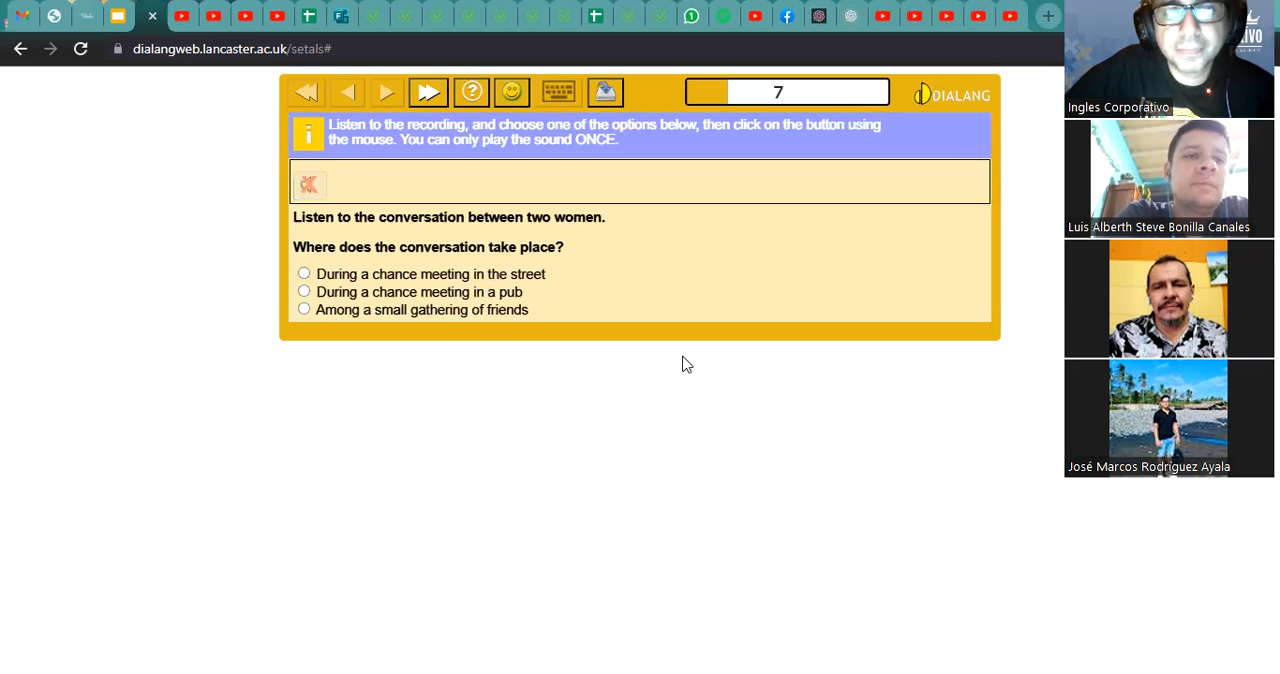 dialangweb.lancaster.ac.uk/setals#
7
DIALANG
i
Listen to the recording, and choose one of the options below, then click on the button using
the mouse. You can only play the sound ONCE.
Listen to the conversation between two women.
Where does the conversation take place?
During a chance meeting in the street
During a chance meeting in a pub
Among a small gathering of friends
Ingles Corporativo
Luis Alberth Steve Bonilla Canales
José Marcos Rodríguez Ayala